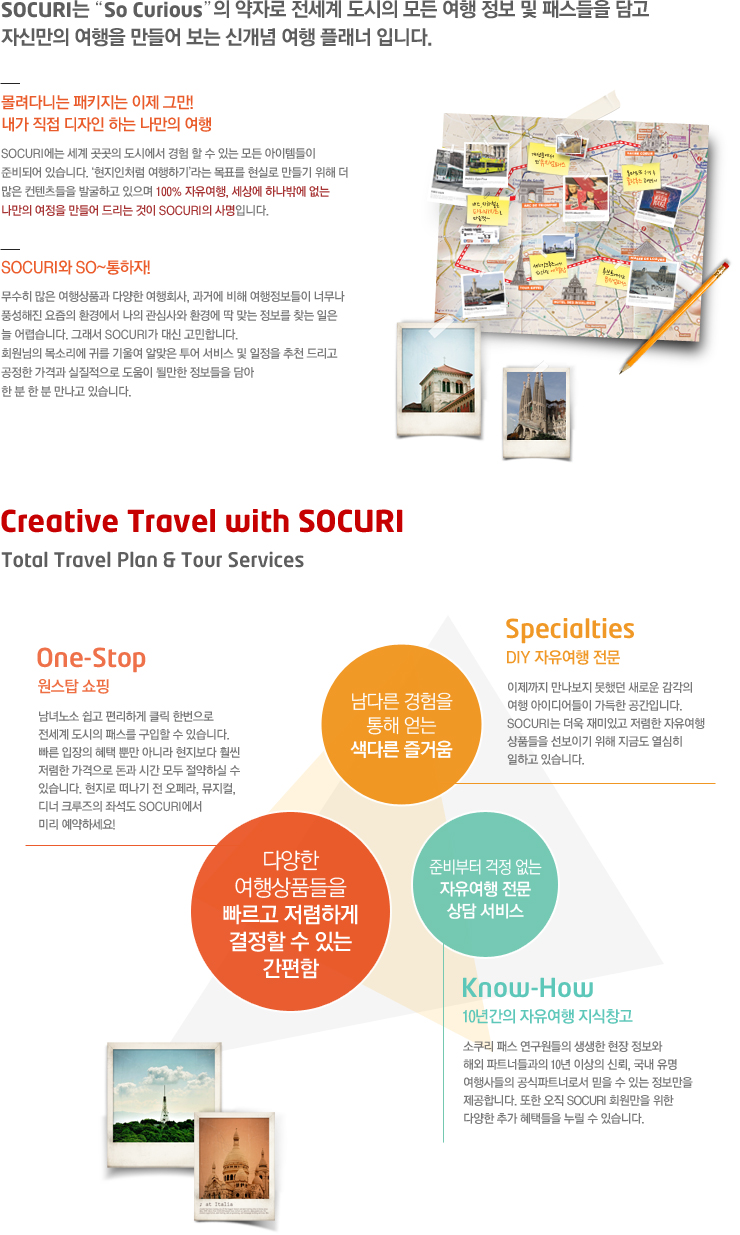 SOCURI는 “So Curious”의 약자로 전세계 도시의 모든 여행 정보 및 패스들을 담고
자신만의 여행을 만들어 보는 신개념 여행 플래너 입니다.
몰려다니는 패키지는 이제 그만!
내가 직접 디자인 하는 나만의 여행
SOCURI에는 세계 곳곳의 도시에서 경험 할 수 있는 모든 아이템들이
준비되어 있습니다. ‘현지인처럼 여행하기’라는 목표를 현실로 만들기 위해 더
많은 컨텐츠들을 발굴하고 있으며 100% 자유여행, 세상에 하나밖에 없는
나만의 여정을 만들어 드리는 것이 SOCURI의 사명입니다.
SOCURI와 SO~통하자!
무수히 많은 여행상품과 다양한 여행회사, 과거에 비해 여행정보들이 너무나
풍성해진 요즘의 환경에서 나의 관심사와 환경에 딱 맞는 정보를 찾는 일은
늘 어렵습니다. 그래서 SOCURI가 대신 고민합니다.
회원님의 목소리에 귀를 기울여 알맞은 투어 서비스 및 일정을 추천 드리고
공정한 가격과 실질적으로 도움이 될만한 정보들을 담아
한 분 한 분 만나고 있습니다.
Creative Travel with SOCURI
Total Travel Plan & Tour Services
One-Stop
원스탑 쇼핑
남녀노소 쉽고 편리하게 클릭 한번으로
전세계 도시의 패스를 구입할 수 있습니다.
빠른 입장의 혜택 뿐만 아니라 현지보다 훨씬
저렴한 가격으로 돈과 시간 모두 절약하실 수
있습니다. 현지로 떠나기 전 오페라, 뮤지컬,
디너 크루즈의 좌석도 SOCURI에서
미리 예약하세요!
남다른 경험을
통해 얻는
색다른 즐거움
Specialties
DIY 자유여행 전문
이제까지 만나보지 못했던 새로운 감각의
여행 아이디어들이 가득한 공간입니다.
SOCURI는 더욱 재미있고 저렴한 자유여행
상품들을 선보이기 위해 지금도 열심히
일하고 있습니다.
다양한
여행상품들을
빠르고 저렴하게
결정할 수 있는
간편함
준비부터 걱정 없는
자유여행 전문
상담 서비스
Know-How
10년간의 자유여행 지식창고
소쿠리 패스 연구원들의 생생한 현장 정보와
해외 파트너들과의 10년 이상의 신뢰, 국내 유명
여행사들의 공식파트너로서 믿을 수 있는 정보만을
제공합니다. 또한 오직 SOCURI 회원만을 위한
다양한 추가 혜택들을 누릴 수 있습니다.
at Italia